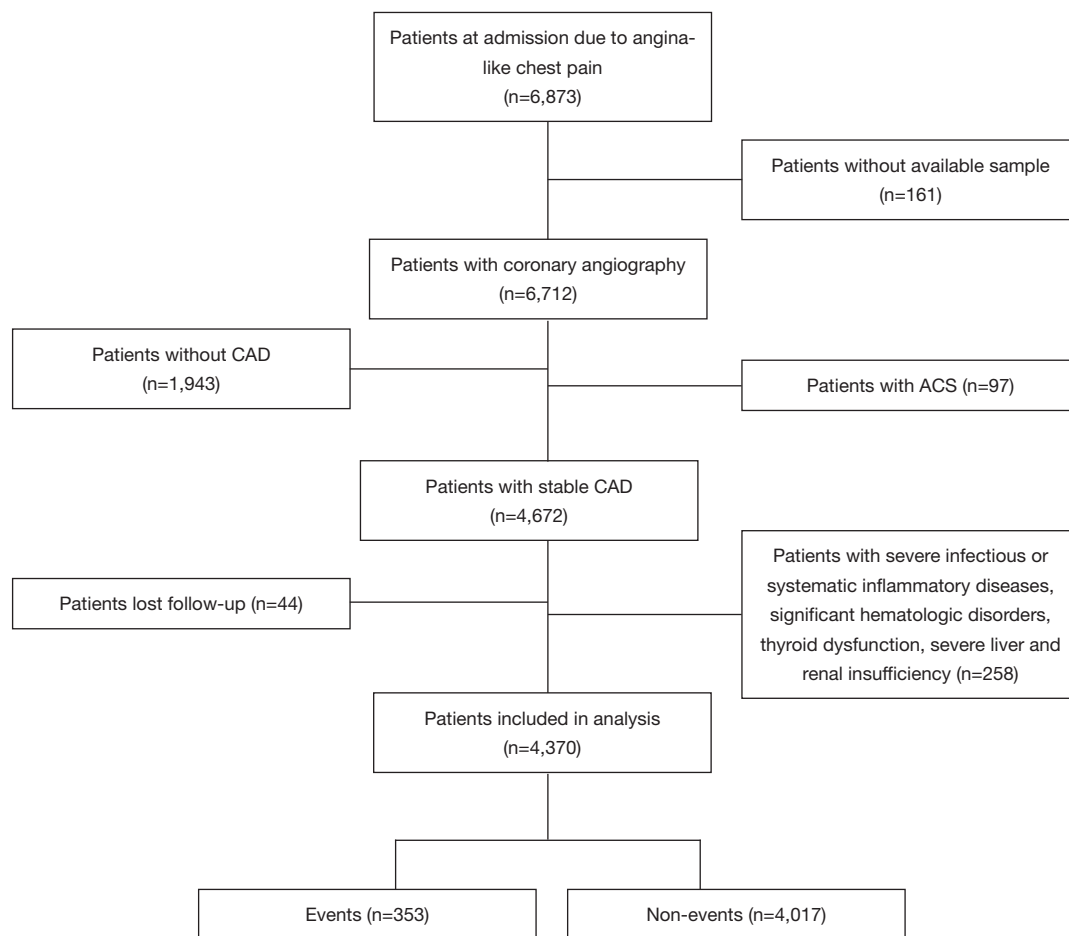 Patients at admission due to angina-
like chest pain
(n=6,873)
Patients without available sample
(n=161)
Patients with coronary angiography
(n=6,712)
Patients without CAD
(n=1,943)
Patients with ACS (n=97)
Patients with stable CAD
(n=4,672)
Patients lost follow-up (n=44)
Patients with severe infectious or
systematic inflammatory diseases,
significant hematologic disorders,
thyroid dysfunction, severe liver and
renal insufficiency (n=258)
Patients included in analysis
(n=4,370)
Events (n=353)
Non-events (n=4,017)